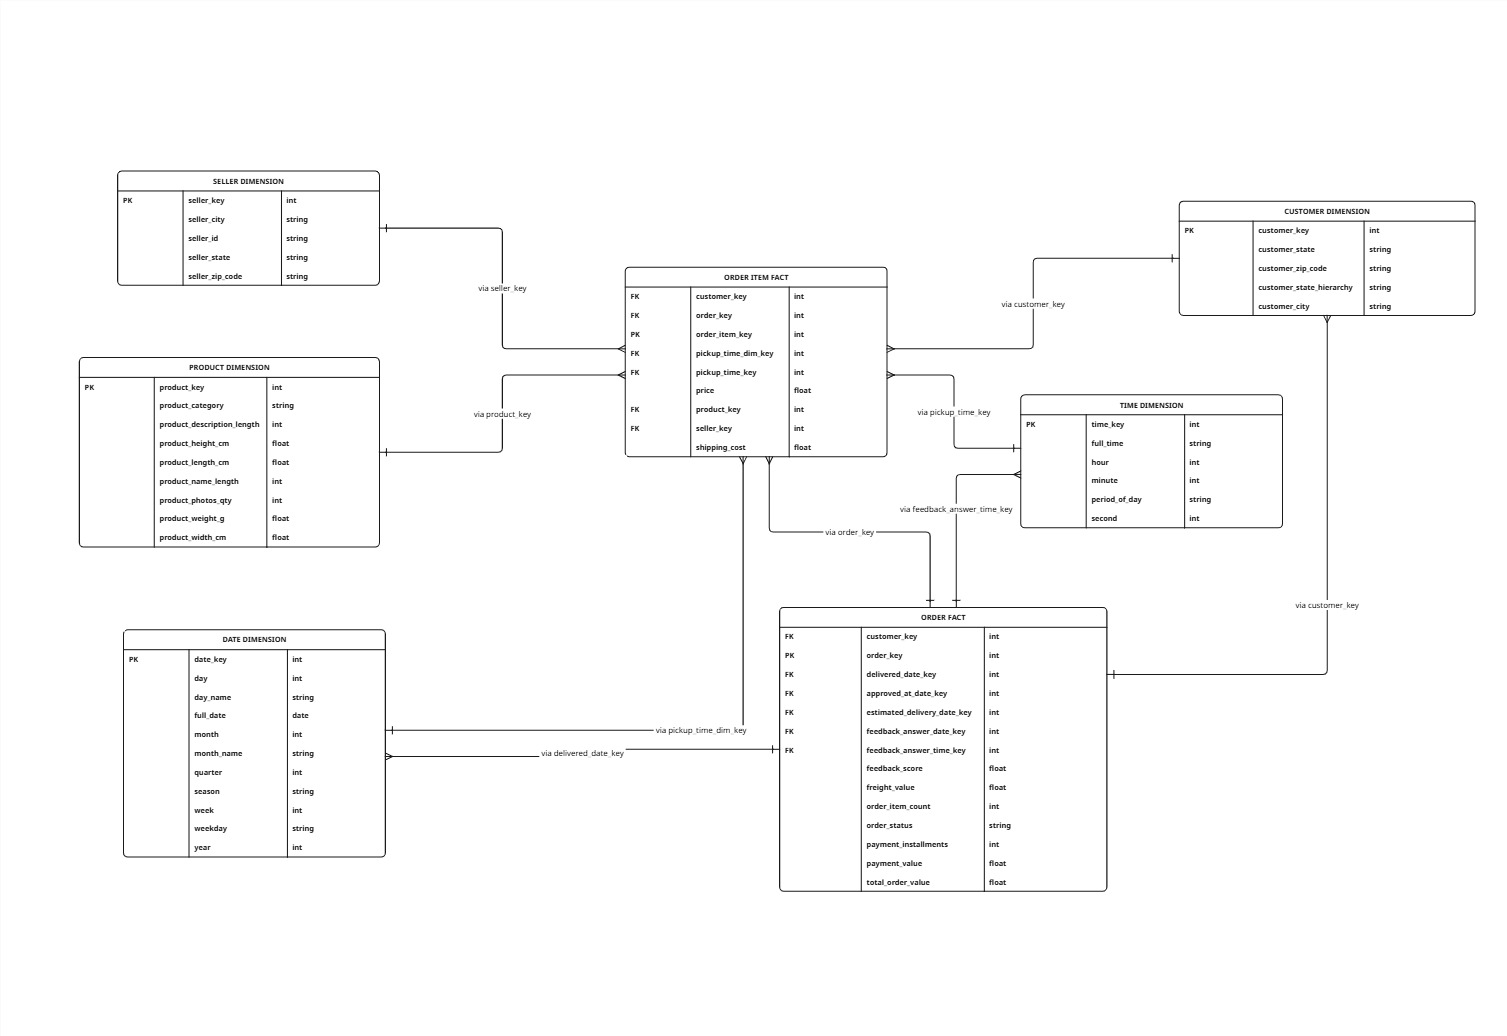 SELLER DIMENSION
PK seller_key int
seller_city string
seller_id string
seller_state string
seller_zip_code string
CUSTOMER DIMENSION
PK customer_key int
customer_state string
customer_zip_code string
customer_state_hierarchy string
customer_city string
ORDER ITEM FACT
FK customer_key int
FK order_key int
PK order_item_key int
FK pickup_time_dim_key int
FK pickup_time_key int
price float
FK product_key int
FK seller_key int
shipping_cost float
via seller_key
via customer_key
PRODUCT DIMENSION
PK product_key int
product_category string
product_description_length int
product_height_cm float
product_length_cm float
product_name_length int
product_photos_qty int
product_weight_g float
product_width_cm float
via product_key
via pickup_time_key
TIME DIMENSION
PK time_key int
full_time string
hour int
minute int
period_of_day string
second int
via feedback_answer_time_key
via order_key
via customer_key
DATE DIMENSION
PK date_key int
day int
day_name string
full_date date
month int
month_name string
quarter int
season string
week int
weekday string
year int
via pickup_time_dim_key
via delivered_date_key
ORDER FACT
FK customer_key int
PK order_key int
FK delivered_date_key int
FK approved_at_date_key int
FK estimated_delivery_date_key int
FK feedback_answer_date_key int
FK feedback_answer_time_key int
feedback_score float
freight_value float
order_item_count int
order_status string
payment_installments int
payment_value float
total_order_value float